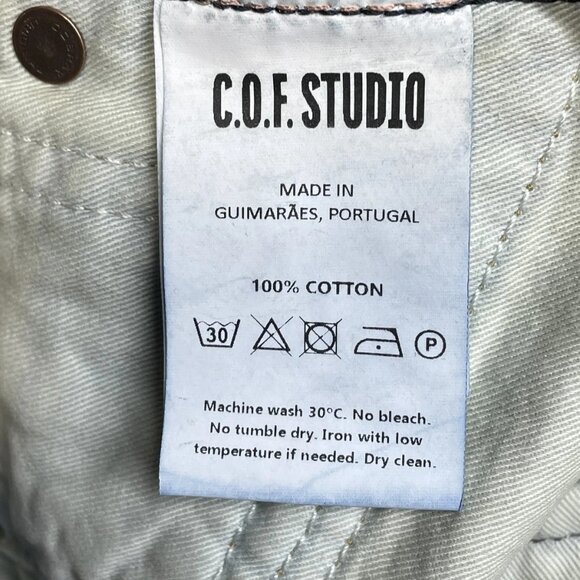 C.O.F. STUDIO
MADE IN
GUIMARÃES, PORTUGAL
100% COTTON
30 P
Machine wash 30°C. No bleach.
No tumble dry. Iron with low
temperature if needed. Dry clean.